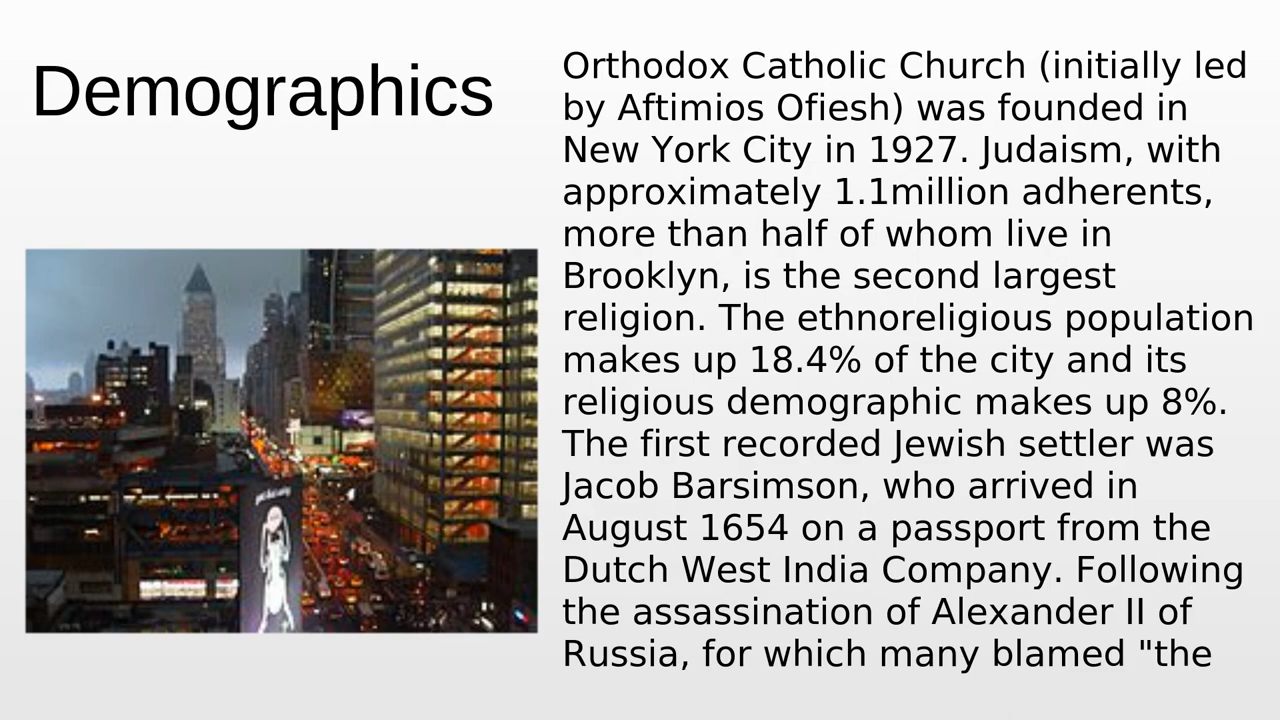 Demographics
Orthodox Catholic Church (initially led
by Aftimios Ofiesh) was founded in
New York City in 1927. Judaism, with
approximately 1.1million adherents,
more than half of whom live in
Brooklyn, is the second largest
religion. The ethnoreligious population
makes up 18.4% of the city and its
religious demographic makes up 8%.
The first recorded Jewish settler was
Jacob Barsimson, who arrived in
August 1654 on a passport from the
Dutch West India Company. Following
the assassination of Alexander II of
Russia, for which many blamed "the